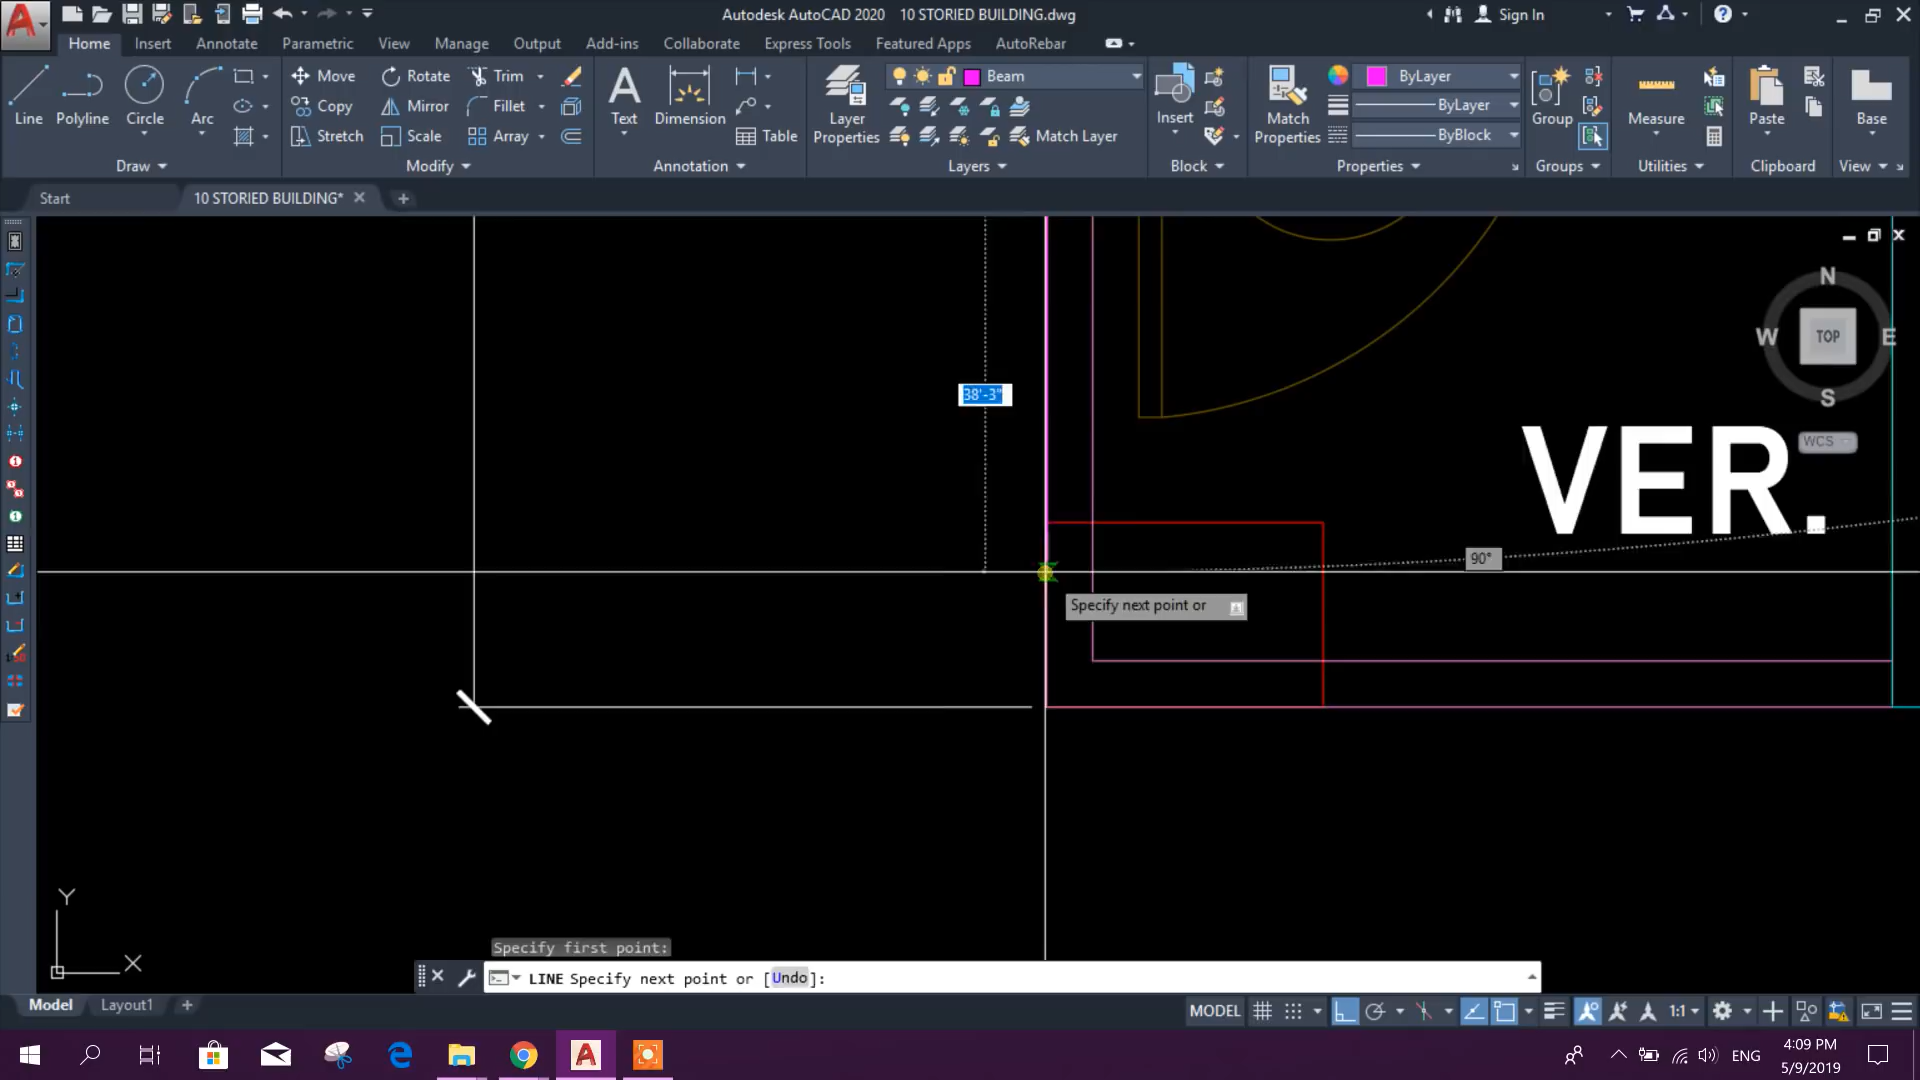 Autodesk AutoCAD 2020 10 STORIED BUILDING.dwg
Sign In
Home Insert Annotate Parametric View Manage Output Add-ins Collaborate Express Tools Featured Apps AutoRebar
Line Polyline Circle Arc
Draw
Move Rotate Trim
Copy Mirror Fillet
Stretch Scale Array
Modify
Text Dimension
Table
Annotation
Layer Properties
Beam
Match Layer
Layers
Insert
Block
Match Properties
ByLayer
ByLayer
ByBlock
Properties
Group
Groups
Measure
Utilities
Paste
Clipboard
Base
View
Start 10 STORIED BUILDING*
N
W TOP E
S
WCS
38'-3"
VER.
90°
Specify next point or
Y
X
Specify first point:
LINE Specify next point or [Undo]:
Model Layout1
MODEL 1:1
ENG
4:09 PM
5/9/2019